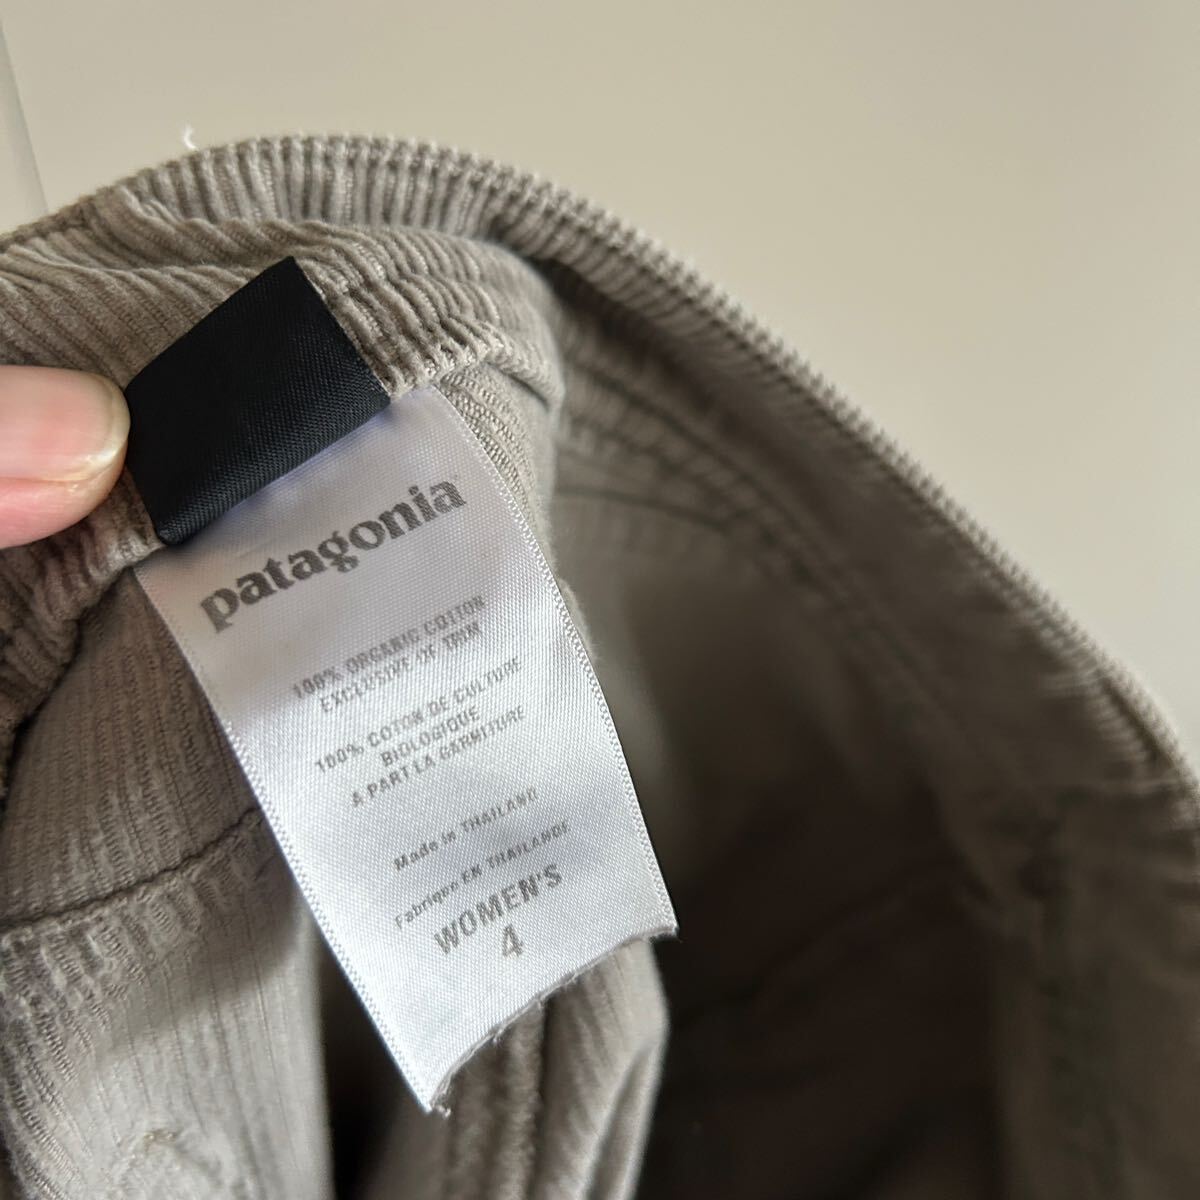 patagonia
100% ORGANIC COTTON
EXCLUSIVE OF TRIM
100% COTON DE CULTURE
BIOLOGIQUE
A PART LA GARNITURE
Made in THAILAND
Fabrique EN THAILANDE
WOMEN'S
4